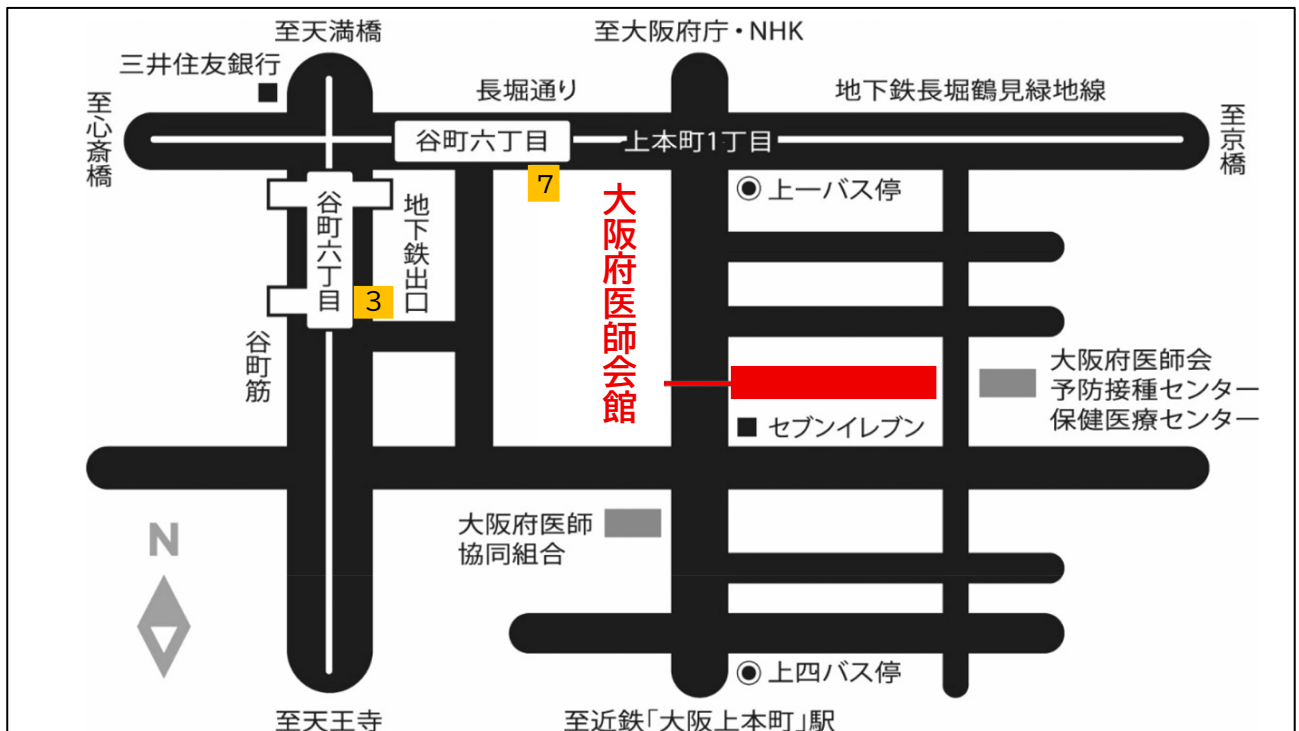 至天満橋
至大阪府庁・NHK
三井住友銀行
長堀通り
地下鉄長堀鶴見緑地線
至心斎橋
谷町六丁目
上本町1丁目
至京橋
7
上一バス停
大阪府医師会館
谷町六丁目
地下鉄出口
3
谷町筋
大阪府医師会
予防接種センター
保健医療センター
セブンイレブン
大阪府医師
協同組合
N
上四バス停
至天王寺
至近鉄「大阪上本町」駅